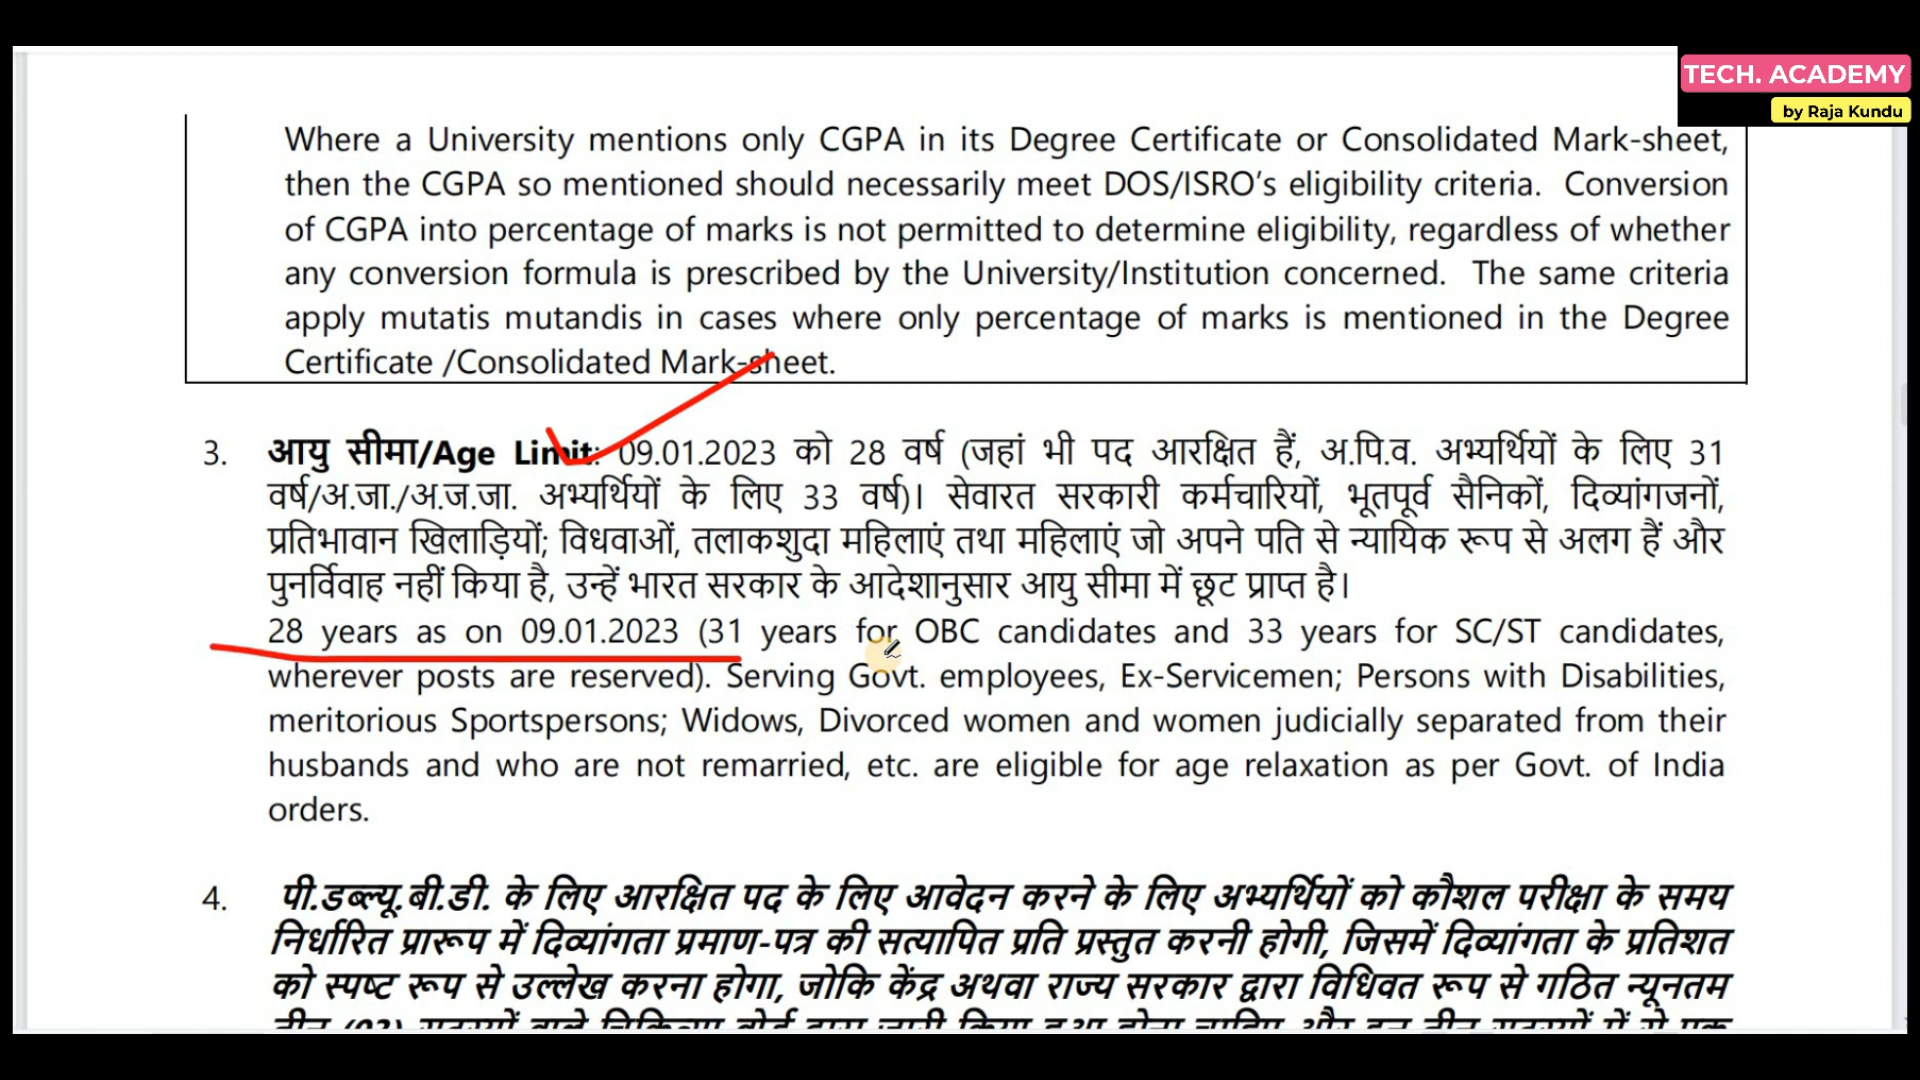 TECH. ACADEMY
by Raja Kundu
Where a University mentions only CGPA in its Degree Certificate or Consolidated Mark-sheet,
then the CGPA so mentioned should necessarily meet DOS/ISRO’s eligibility criteria. Conversion
of CGPA into percentage of marks is not permitted to determine eligibility, regardless of whether
any conversion formula is prescribed by the University/Institution concerned. The same criteria
apply mutatis mutandis in cases where only percentage of marks is mentioned in the Degree
Certificate /Consolidated Mark-sheet.
3. आयु सीमा/Age Limit: 09.01.2023 को 28 वर्ष (जहां भी पद आरक्षित हैं, अ.पि.व. अभ्यर्थियों के लिए 31
वर्ष/अ.जा./अ.ज.जा. अभ्यर्थियों के लिए 33 वर्ष)। सेवारत सरकारी कर्मचारियों, भूतपूर्व सैनिकों, दिव्यांगजनों,
प्रतिभावान खिलाड़ियों; विधवाओं, तलाकशुदा महिलाएं तथा महिलाएं जो अपने पति से न्यायिक रूप से अलग हैं और
पुनर्विवाह नहीं किया है, उन्हें भारत सरकार के आदेशानुसार आयु सीमा में छूट प्राप्त है।
28 years as on 09.01.2023 (31 years for OBC candidates and 33 years for SC/ST candidates,
wherever posts are reserved). Serving Govt. employees, Ex-Servicemen; Persons with Disabilities,
meritorious Sportspersons; Widows, Divorced women and women judicially separated from their
husbands and who are not remarried, etc. are eligible for age relaxation as per Govt. of India
orders.
4. पी.डब्ल्यू.बी.डी. के लिए आरक्षित पद के लिए आवेदन करने के लिए अभ्यर्थियों को कौशल परीक्षा के समय
निर्धारित प्रारूप में दिव्यांगता प्रमाण-पत्र की सत्यापित प्रति प्रस्तुत करनी होगी, जिसमें दिव्यांगता के प्रतिशत
को स्पष्ट रूप से उल्लेख करना होगा, जोकि केंद्र अथवा राज्य सरकार द्वारा विधिवत रूप से गठित न्यूनतम